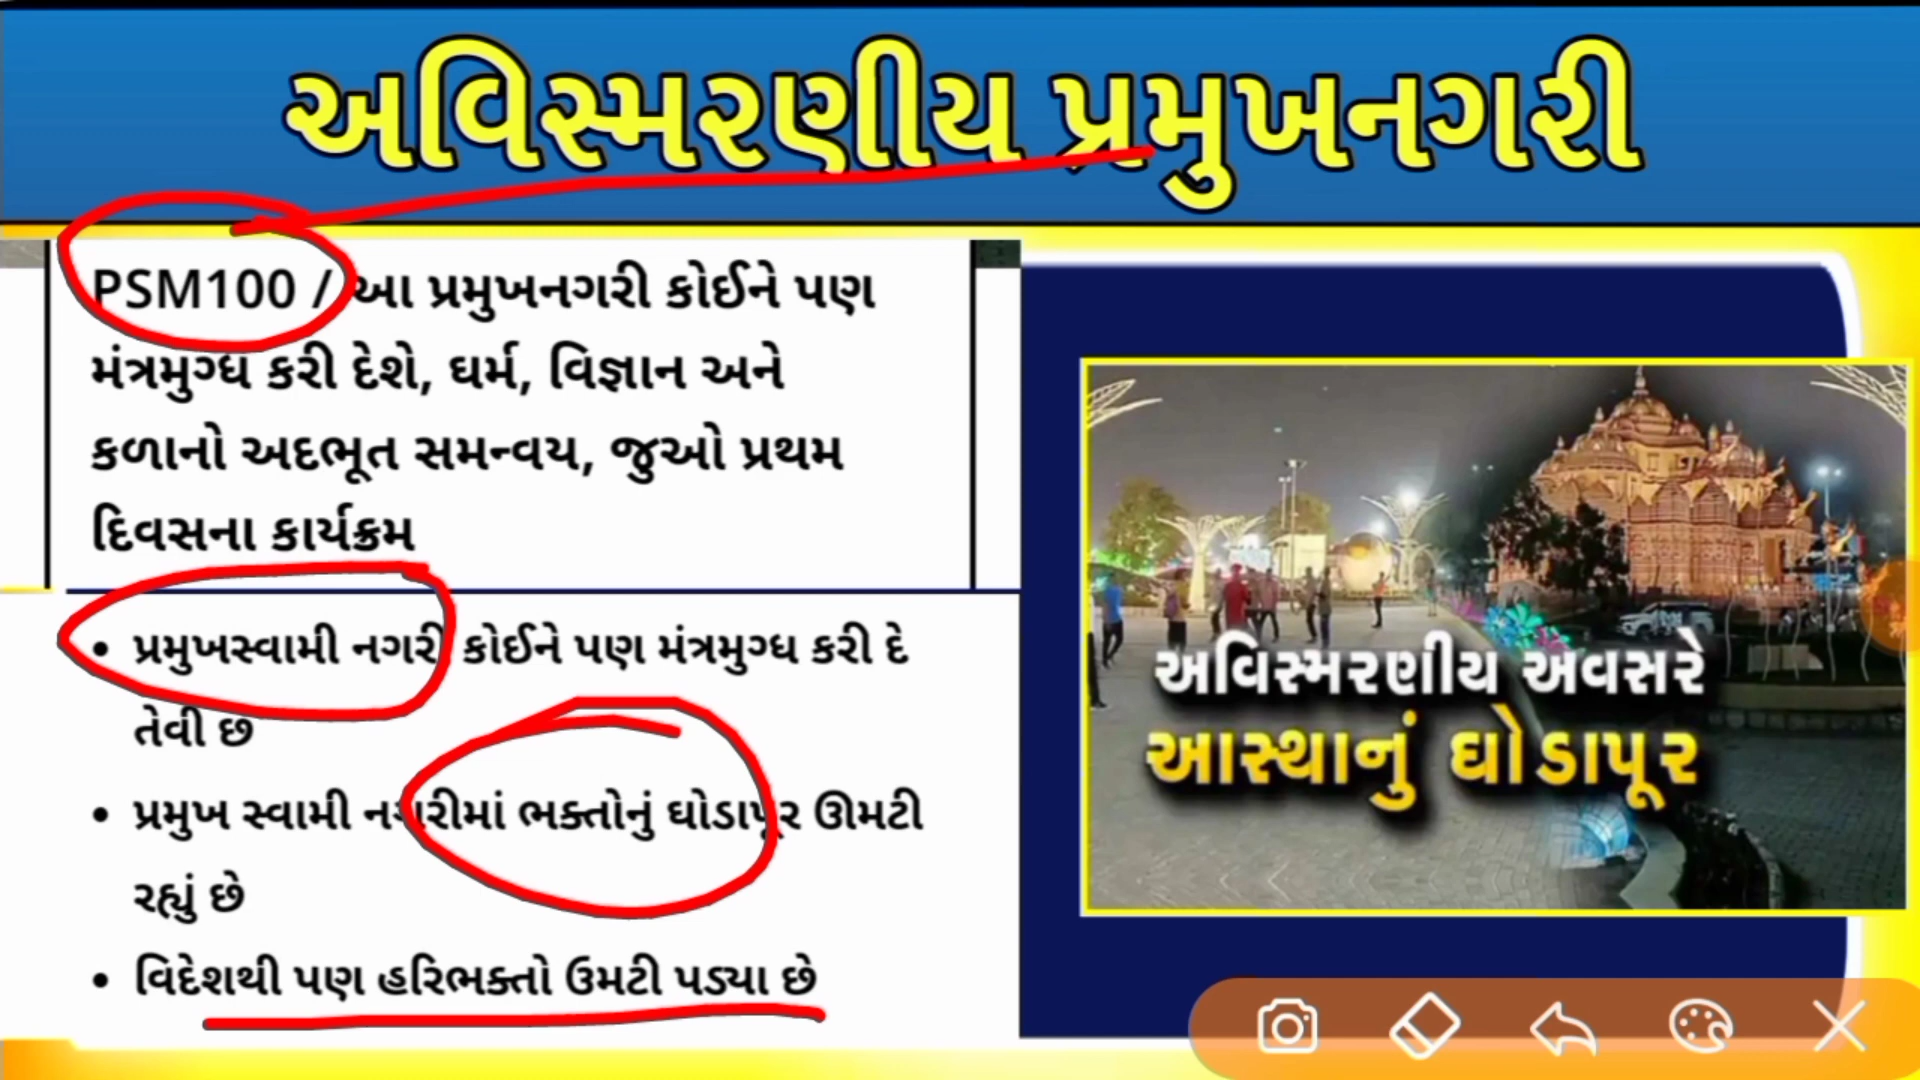 અવિસ્મરણીય પ્રમુખનગરી
PSM100 / આ પ્રમુખનગરી કોઈને પણ
મંત્રમુગ્ધ કરી દેશે, ઘર્મ, વિજ્ઞાન અને
કળાનો અદભૂત સમન્વય, જુઓ પ્રથમ
દિવસના કાર્યક્રમ
• પ્રમુખસ્વામી નગરી કોઈને પણ મંત્રમુગ્ધ કરી દે
તેવી છ
• પ્રમુખ સ્વામી નગરીમાં ભક્તોનું ઘોડાપૂર ઊમટી
રહ્યું છે
• વિદેશથી પણ હરિભક્તો ઉમટી પડ્યા છે
અવિસ્મરણીય અવસરે
આસ્થાનું ઘોડાપૂર